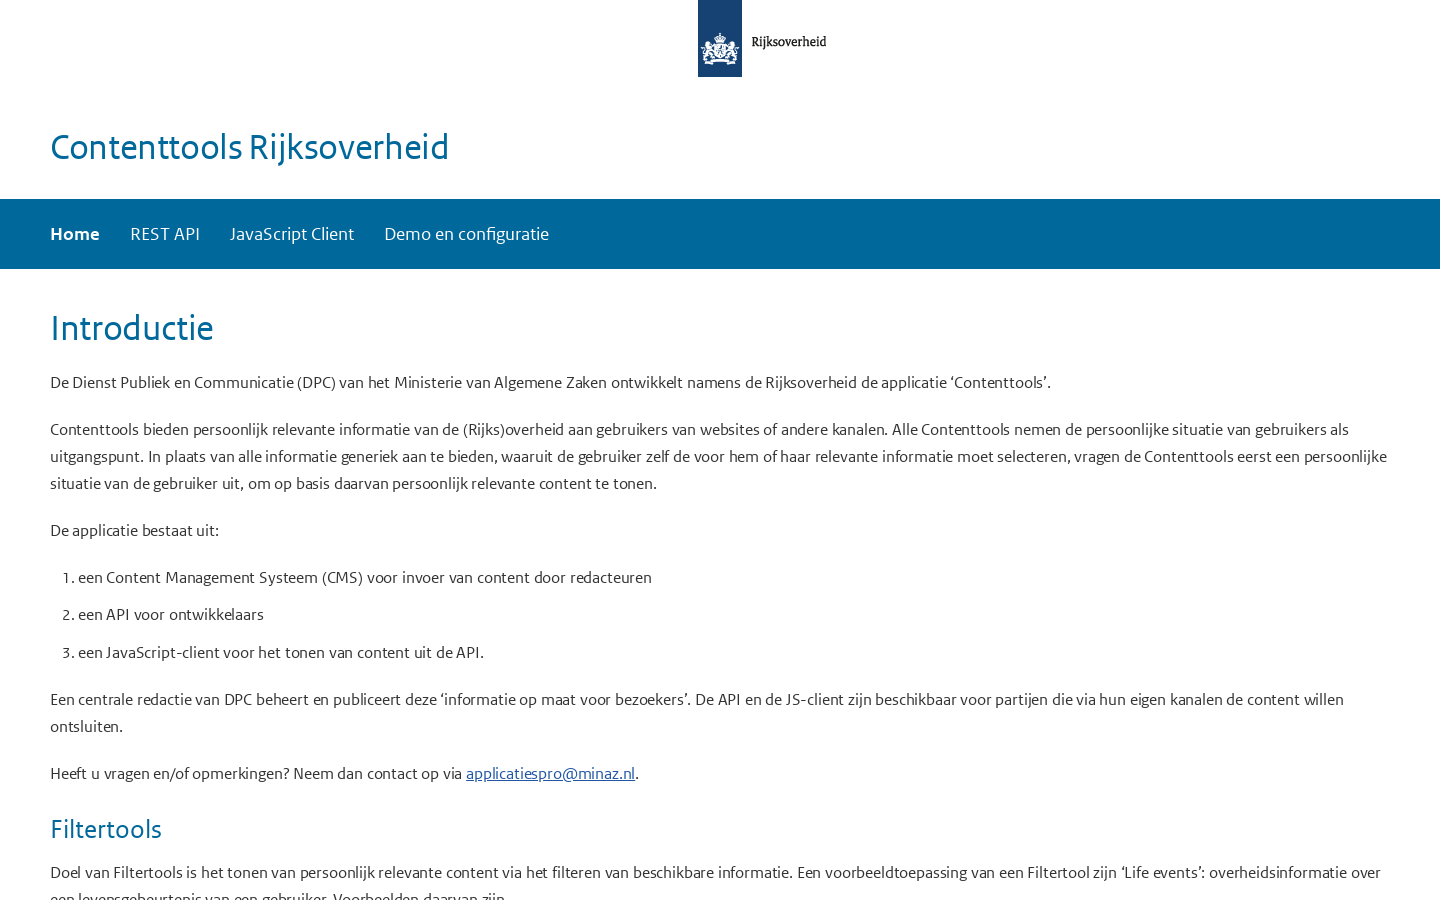 Rijksoverheid
Contenttools Rijksoverheid
Home
REST API
JavaScript Client
Demo en configuratie
Introductie
De Dienst Publiek en Communicatie (DPC) van het Ministerie van Algemene Zaken ontwikkelt namens de Rijksoverheid de applicatie ‘Contenttools’.
Contenttools bieden persoonlijk relevante informatie van de (Rijks)overheid aan gebruikers van websites of andere kanalen. Alle Contenttools nemen de persoonlijke situatie van gebruikers als
uitgangspunt. In plaats van alle informatie generiek aan te bieden, waaruit de gebruiker zelf de voor hem of haar relevante informatie moet selecteren, vragen de Contenttools eerst een persoonlijke
situatie van de gebruiker uit, om op basis daarvan persoonlijk relevante content te tonen.
De applicatie bestaat uit:
1. een Content Management Systeem (CMS) voor invoer van content door redacteuren
2. een API voor ontwikkelaars
3. een JavaScript-client voor het tonen van content uit de API.
Een centrale redactie van DPC beheert en publiceert deze ‘informatie op maat voor bezoekers’. De API en de JS-client zijn beschikbaar voor partijen die via hun eigen kanalen de content willen
ontsluiten.
Heeft u vragen en/of opmerkingen? Neem dan contact op via applicatiespro@minaz.nl.
Filtertools
Doel van Filtertools is het tonen van persoonlijk relevante content via het filteren van beschikbare informatie. Een voorbeeldtoepassing van een Filtertool zijn ‘Life events’: overheidsinformatie over
een levensgebeurtenis van een gebruiker. Voorbeelden daarvan zijn